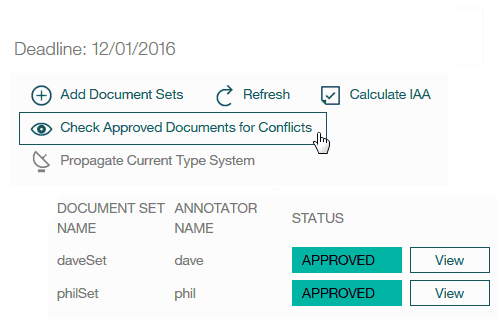 Deadline: 12/01/2016
Add Document Sets Refresh Calculate IAA
Check Approved Documents for Conflicts
Propagate Current Type System
DOCUMENT SET ANNOTATOR STATUS
NAME NAME
daveSet dave APPROVED View
philSet phil APPROVED View